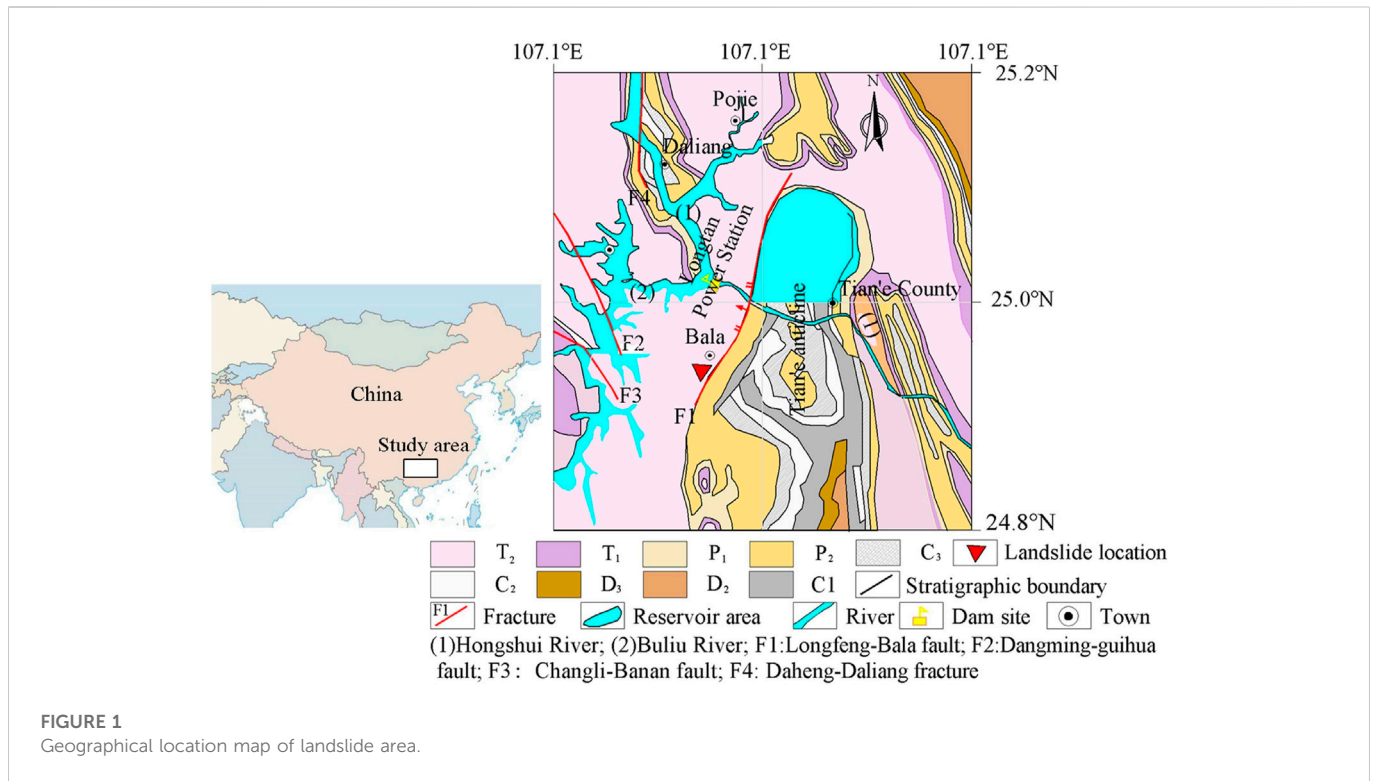 107.1°E 107.1°E 107.1°E
25.2°N
N
Pojie
Daliang
F4
(1)
Longtan
Power Station
(2)
Tian'e County
25.0°N
(1)
Tian'e anticline
Bala
F2
F3
F1
24.8°N
China
Study area
T₂ T₁ P₁ P₂ C₃ Landslide location
C₂ D₃ D₂ C1 Stratigraphic boundary
F1 Fracture Reservoir area River Dam site Town
(1)Hongshui River; (2)Buliu River; F1:Longfeng-Bala fault; F2:Dangming-guihua
fault; F3: Changli-Banan fault; F4: Daheng-Daliang fracture
FIGURE 1
Geographical location map of landslide area.